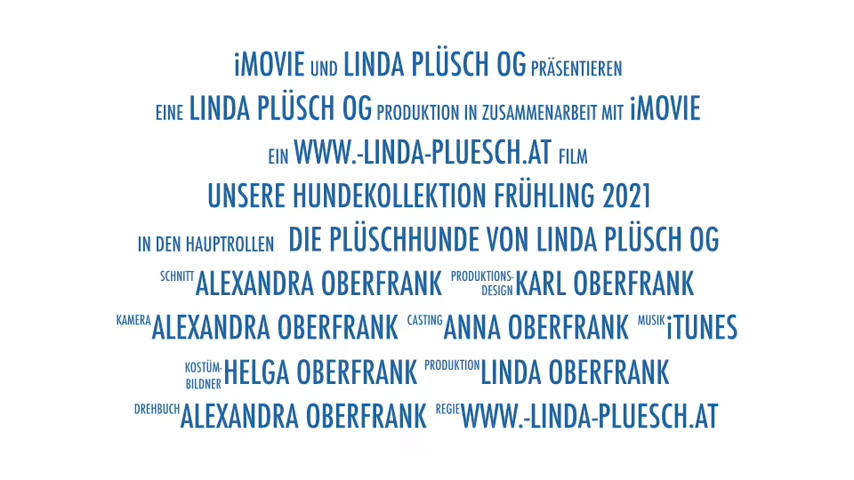 iMOVIE UND LINDA PLÜSCH OG PRÄSENTIEREN
EINE LINDA PLÜSCH OG PRODUKTION IN ZUSAMMENARBEIT MIT iMOVIE
EIN WWW.-LINDA-PLUESCH.AT FILM
UNSERE HUNDEKOLLEKTION FRÜHLING 2021
IN DEN HAUPTROLLEN DIE PLÜSCHHUNDE VON LINDA PLÜSCH OG
SCHNITT ALEXANDRA OBERFRANK PRODUKTIONS-DESIGN KARL OBERFRANK
KAMERA ALEXANDRA OBERFRANK CASTING ANNA OBERFRANK MUSIK iTUNES
KOSTÜM-BILDNER HELGA OBERFRANK PRODUKTION LINDA OBERFRANK
DREHBUCH ALEXANDRA OBERFRANK REGIE WWW.-LINDA-PLUESCH.AT